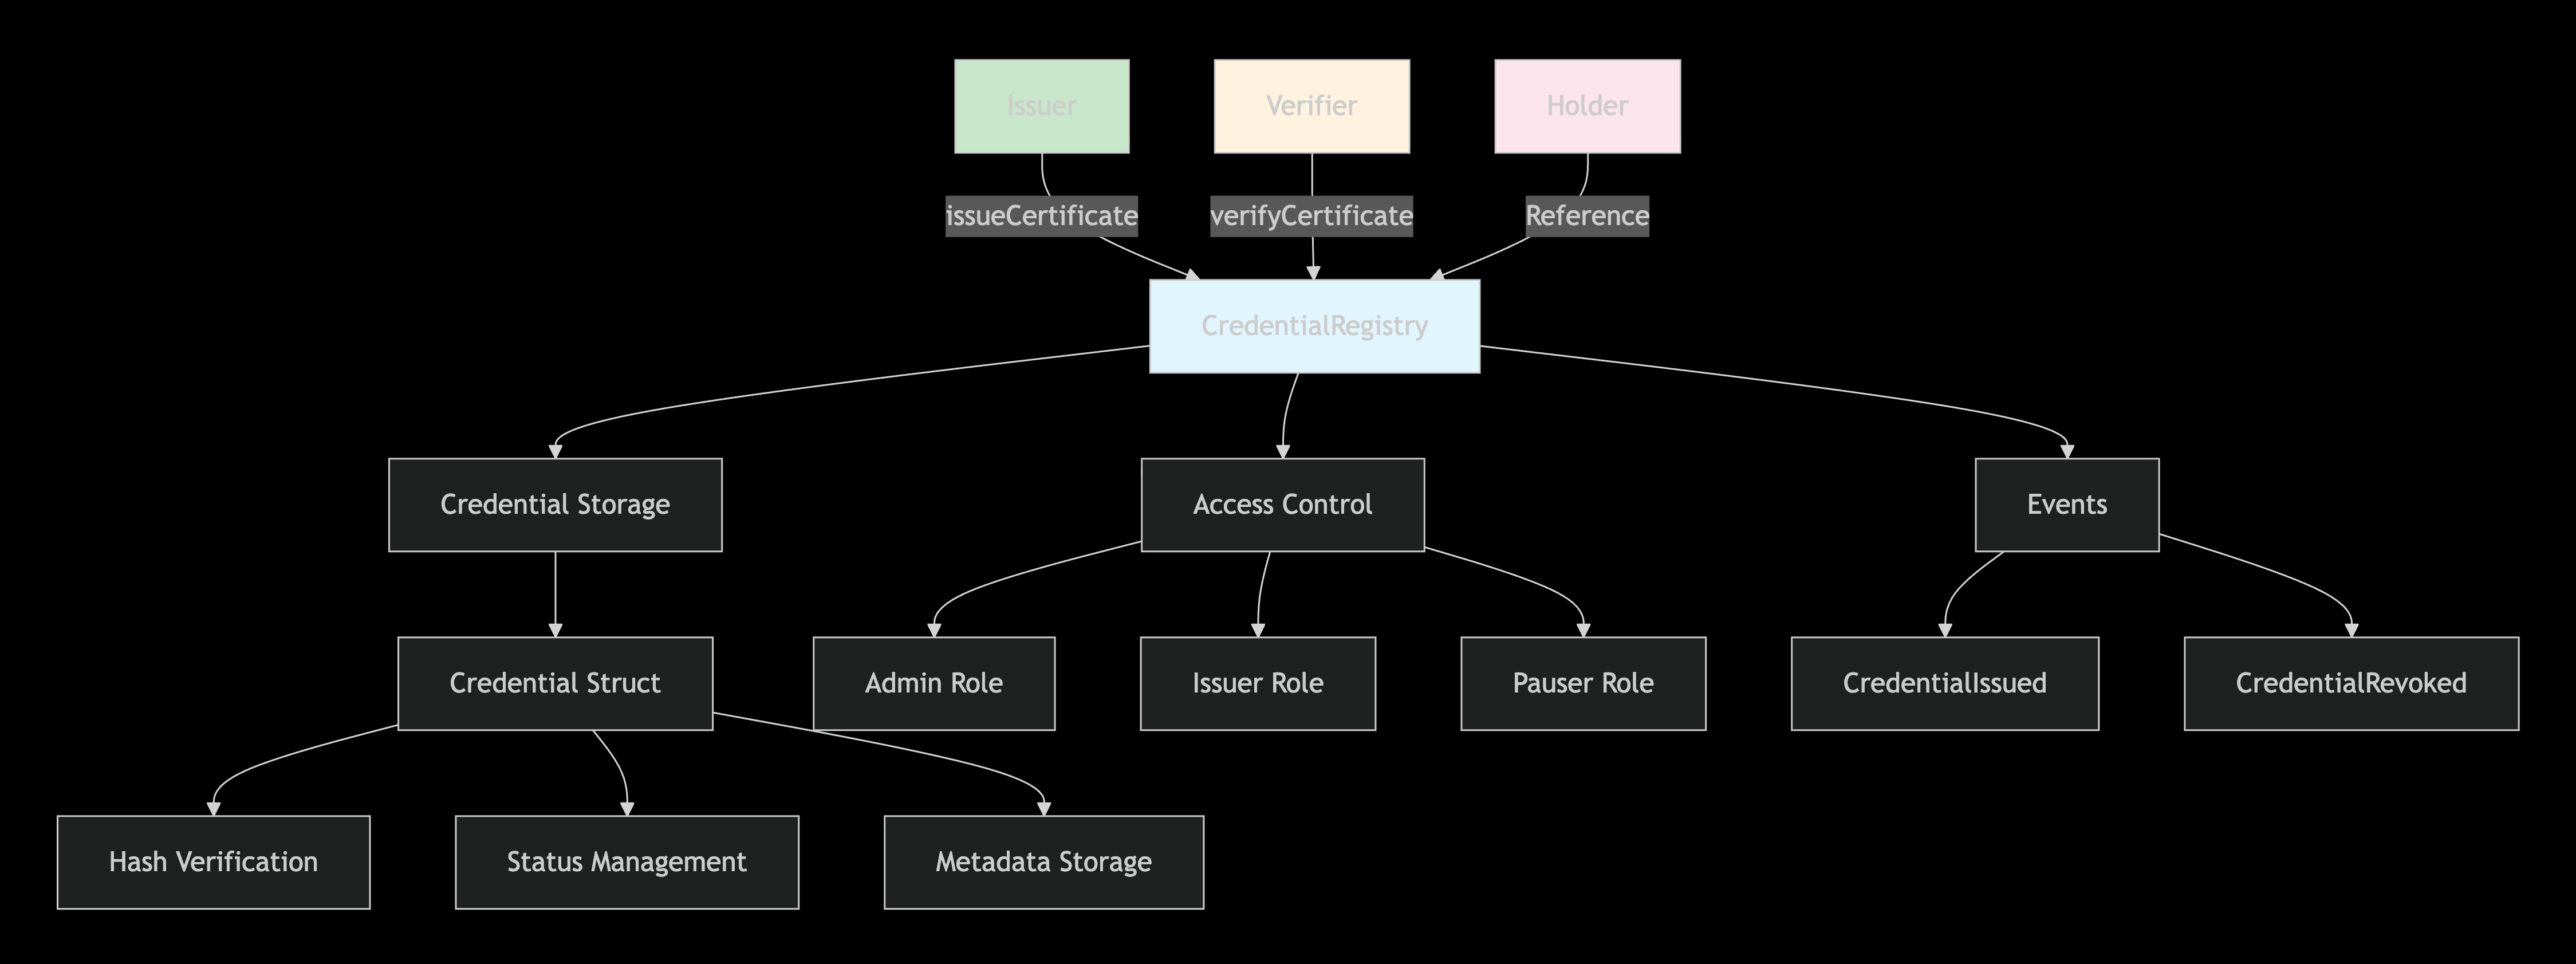 Issuer
Verifier
Holder
issueCertificate
verifyCertificate
Reference
CredentialRegistry
Credential Storage
Access Control
Events
Credential Struct
Admin Role
Issuer Role
Pauser Role
CredentialIssued
CredentialRevoked
Hash Verification
Status Management
Metadata Storage